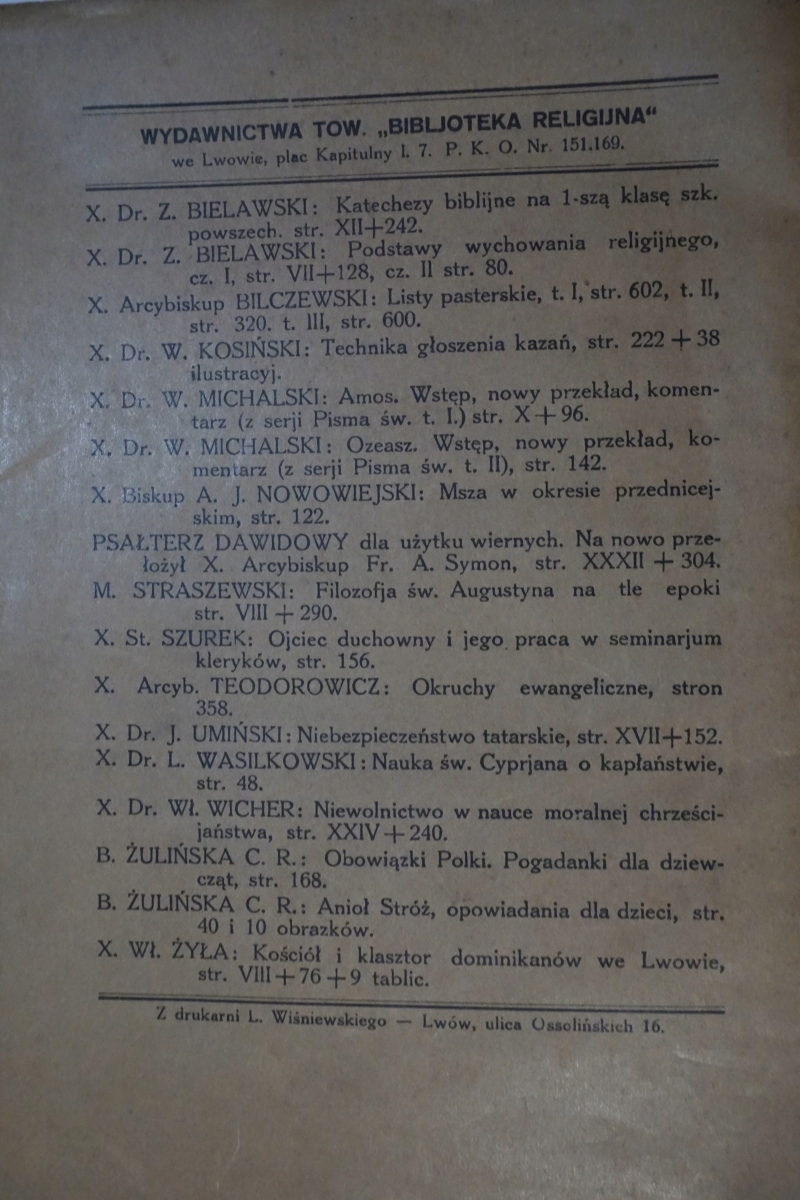 WYDAWNICTWA TOW. „BIBLJOTEKA RELIGIJNA“
we Lwowie, plac Kapitulny l. 7. P. K. O. Nr. 151.169.
X. Dr. Z. BIELAWSKI: Katechezy biblijne na 1-szą klasę szk.
powszech. str. XII+242.
X. Dr. Z. BIELAWSKI: Podstawy wychowania religijnego,
cz. I, str. VII+128, cz. II str. 80.
X. Arcybiskup BILCZEWSKI: Listy pasterskie, t. I, str. 602, t. II,
str. 320. t. III, str. 600.
X. Dr. W. KOSIŃSKI: Technika głoszenia kazań, str. 222 + 38
ilustracyj.
X. Dr. W. MICHALSKI: Amos. Wstęp, nowy przekład, komen-
tarz (z serji Pisma św. t. I.) str. X+96.
X. Dr. W. MICHALSKI: Ozeasz. Wstęp, nowy przekład, ko-
mentarz (z serji Pisma św. t. II), str. 142.
X. Biskup A. J. NOWOWIEJSKI: Msza w okresie przednicej-
skim, str. 122.
PSAŁTERZ DAWIDOWY dla użytku wiernych. Na nowo prze-
łożył X. Arcybiskup Fr. A. Symon, str. XXXII + 304.
M. STRASZEWSKI: Filozofja św. Augustyna na tle epoki
str. VIII + 290.
X. St. SZUREK: Ojciec duchowny i jego praca w seminarjum
kleryków, str. 156.
X. Arcyb. TEODOROWICZ: Okruchy ewangeliczne, stron
358.
X. Dr. J. UMIŃSKI: Niebezpieczeństwo tatarskie, str. XVII+152.
X. Dr. L. WASILKOWSKI: Nauka św. Cyprjana o kapłaństwie,
str. 48.
X. Dr. Wł. WICHER: Niewolnictwo w nauce moralnej chrześci-
jaństwa, str. XXIV+240.
B. ŻULIŃSKA C. R.: Obowiązki Polki. Pogadanki dla dziew-
cząt, str. 168.
B. ŻULIŃSKA C. R.: Anioł Stróż, opowiadania dla dzieci, str.
40 i 10 obrazków.
X. Wł. ŻYŁA: Kościół i klasztor dominikanów we Lwowie,
str. VIII+76+9 tablic.
Z drukarni L. Wiśniewskiego — Lwów, ulica Ossolińskich 16.